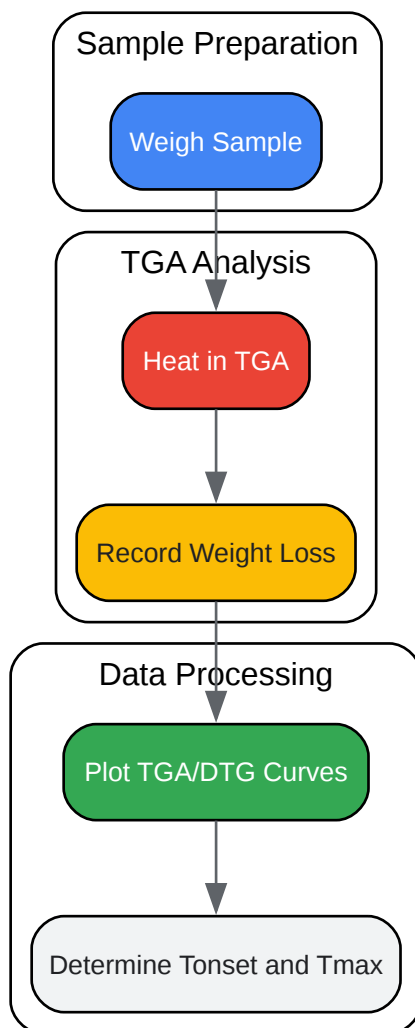 Sample Preparation
Weigh Sample
TGA Analysis
Heat in TGA
Record Weight Loss
Data Processing
Plot TGA/DTG Curves
Determine Tonset and Tmax